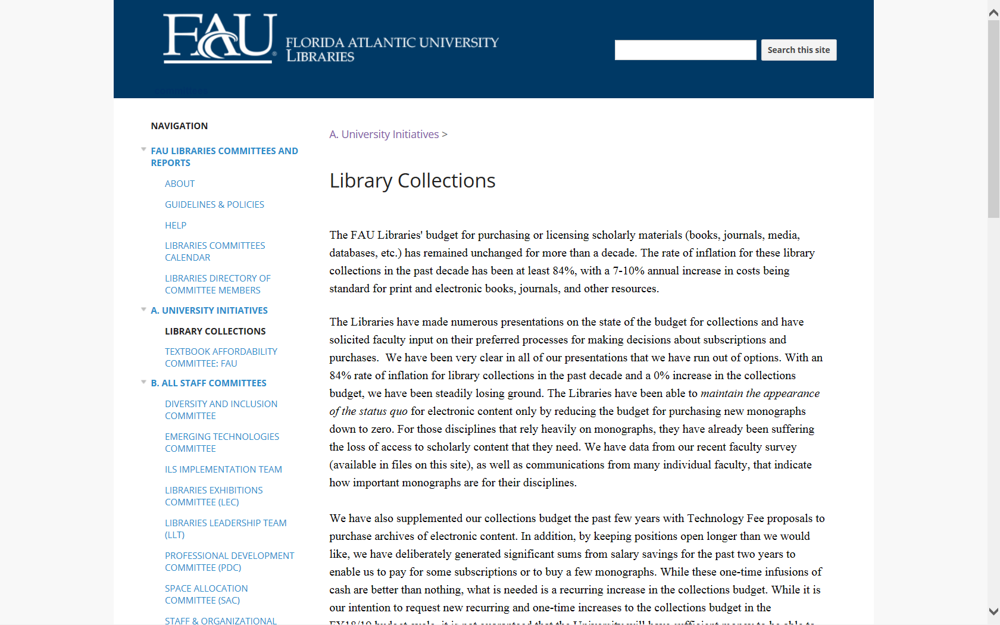 FAU
FLORIDA ATLANTIC UNIVERSITY
LIBRARIES
Search this site
NAVIGATION
FAU LIBRARIES COMMITTEES AND
REPORTS
ABOUT
GUIDELINES & POLICIES
HELP
LIBRARIES COMMITTEES
CALENDAR
LIBRARIES DIRECTORY OF
COMMITTEE MEMBERS
A. UNIVERSITY INITIATIVES
LIBRARY COLLECTIONS
TEXTBOOK AFFORDABILITY
COMMITTEE: FAU
B. ALL STAFF COMMITTEES
DIVERSITY AND INCLUSION
COMMITTEE
EMERGING TECHNOLOGIES
COMMITTEE
ILS IMPLEMENTATION TEAM
LIBRARIES EXHIBITIONS
COMMITTEE (LEC)
LIBRARIES LEADERSHIP TEAM
(LLT)
PROFESSIONAL DEVELOPMENT
COMMITTEE (PDC)
SPACE ALLOCATION
COMMITTEE (SAC)
STAFF & ORGANIZATIONAL
A. University Initiatives >
Library Collections
The FAU Libraries' budget for purchasing or licensing scholarly materials (books, journals, media,
databases, etc.) has remained unchanged for more than a decade. The rate of inflation for these library
collections in the past decade has been at least 84%, with a 7-10% annual increase in costs being
standard for print and electronic books, journals, and other resources.
The Libraries have made numerous presentations on the state of the budget for collections and have
solicited faculty input on their preferred processes for making decisions about subscriptions and
purchases.  We have been very clear in all of our presentations that we have run out of options. With an
84% rate of inflation for library collections in the past decade and a 0% increase in the collections
budget, we have been steadily losing ground. The Libraries have been able to maintain the appearance
of the status quo for electronic content only by reducing the budget for purchasing new monographs
down to zero. For those disciplines that rely heavily on monographs, they have already been suffering
the loss of access to scholarly content that they need. We have data from our recent faculty survey
(available in files on this site), as well as communications from many individual faculty, that indicate
how important monographs are for their disciplines.
We have also supplemented our collections budget the past few years with Technology Fee proposals to
purchase archives of electronic content. In addition, by keeping positions open longer than we would
like, we have deliberately generated significant sums from salary savings for the past two years to
enable us to pay for some subscriptions or to buy a few monographs. While these one-time infusions of
cash are better than nothing, what is needed is a recurring increase in the collections budget. While it is
our intention to request new recurring and one-time increases to the collections budget in the
FY18/19 budget cycle, it is not guaranteed that the University will have sufficient money to be able to